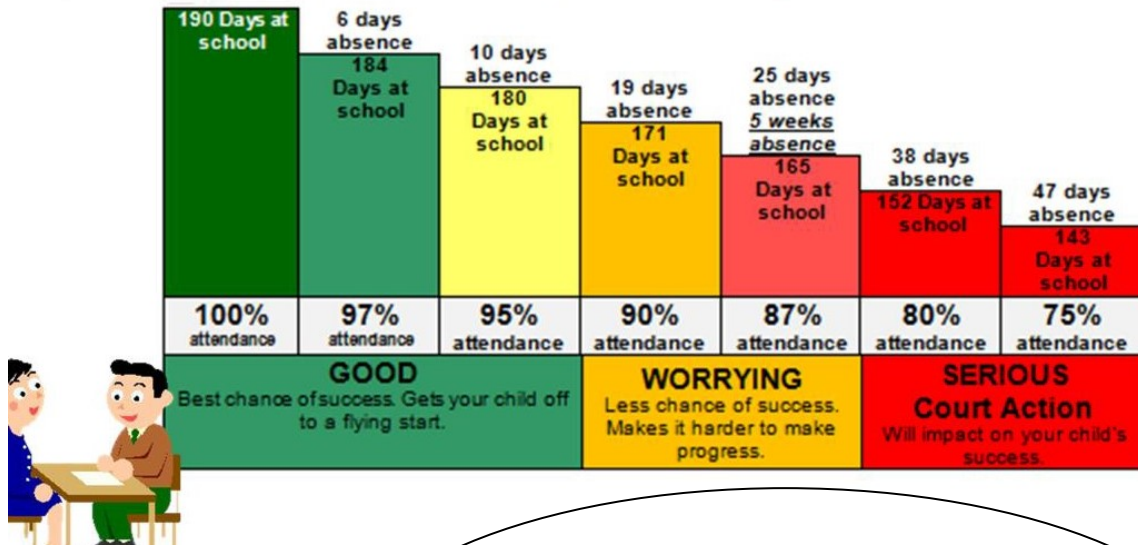 190 Days at
school
6 days
absence
184
Days at
school
10 days
absence
180
Days at
school
19 days
absence
171
Days at
school
25 days
absence
5 weeks
absence
165
Days at
school
38 days
absence
152 Days at
school
47 days
absence
143
Days at
school
100%
attendance
97%
attendance
95%
attendance
90%
attendance
87%
attendance
80%
attendance
75%
attendance
GOOD
Best chance of success. Gets your child off
to a flying start.
WORRYING
Less chance of success.
Makes it harder to make
progress.
SERIOUS
Court Action
Will impact on your child's
success.